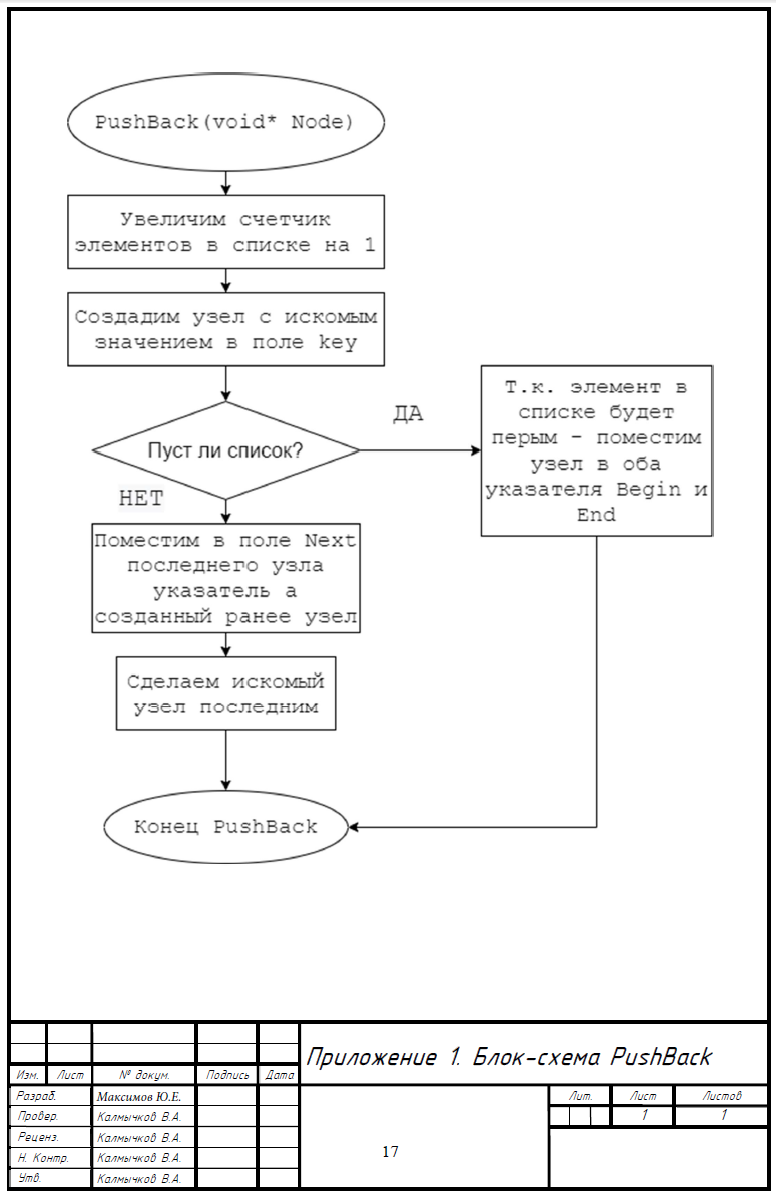 PushBack(void* Node)
Увеличим счетчик
элементов в списке на 1
Создадим узел с искомым
значением в поле key
Пуст ли список?
ДА
Т.к. элемент в
списке будет
перым - поместим
узел в оба
указателя Begin и
End
НЕТ
Поместим в поле Next
последнего узла
указатель а
созданный ранее узел
Сделаем искомый
узел последним
Конец PushBack
Приложение 1. Блок-схема PushBack
Изм. Лист № докум. Подпись Дата
Разраб. Максимов Ю.Е.
Провер. Калмычков В.А.
Реценз. Калмычков В.А.
Н. Контр. Калмычков В.А.
Утв. Калмычков В.А.
17
Лит. Лист Листов
1 1